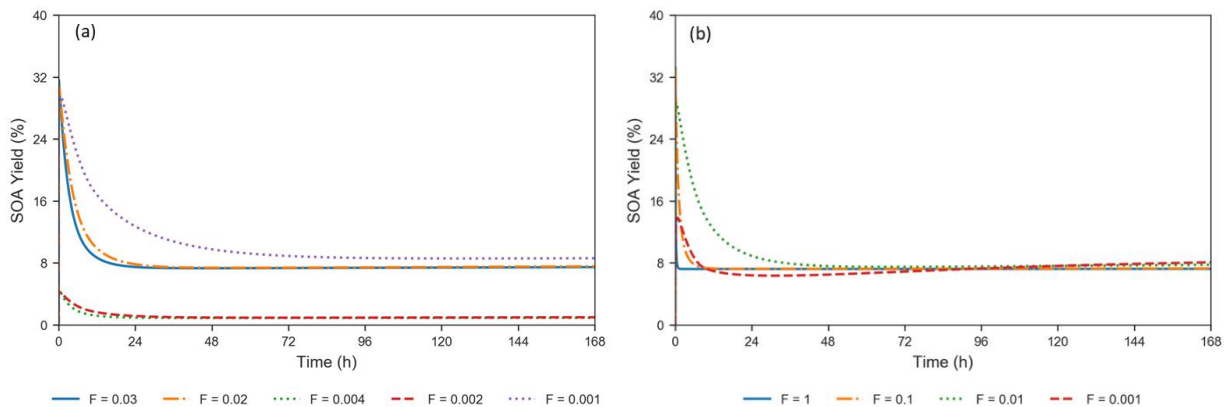 (a)
SOA Yield (%)
40
32
24
16
8
0
0 24 48 72 96 120 144 168
Time (h)
F = 0.03 F = 0.02 F = 0.004 F = 0.002 F = 0.001
(b)
SOA Yield (%)
40
32
24
16
8
0
0 24 48 72 96 120 144 168
Time (h)
F = 1 F = 0.1 F = 0.01 F = 0.001